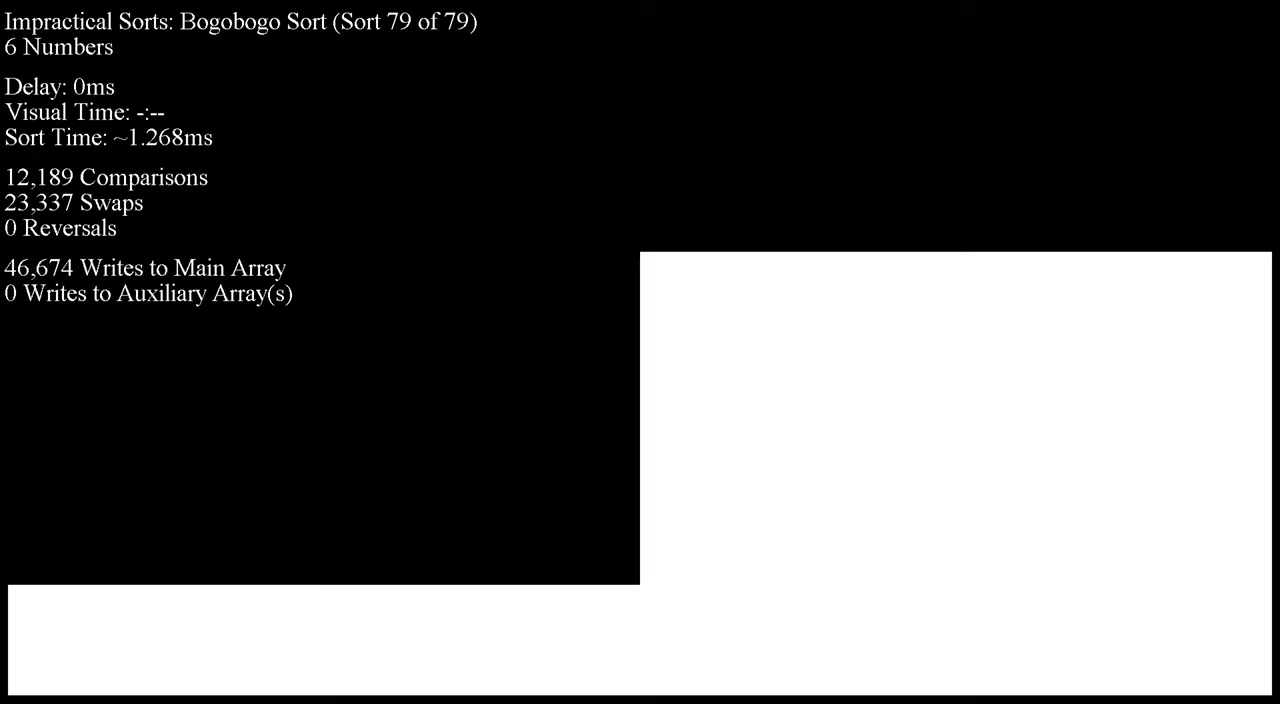 Impractical Sorts: Bogobogo Sort (Sort 79 of 79)
6 Numbers
Delay: 0ms
Visual Time: -:--
Sort Time: ~1.268ms
12,189 Comparisons
23,337 Swaps
0 Reversals
46,674 Writes to Main Array
0 Writes to Auxiliary Array(s)